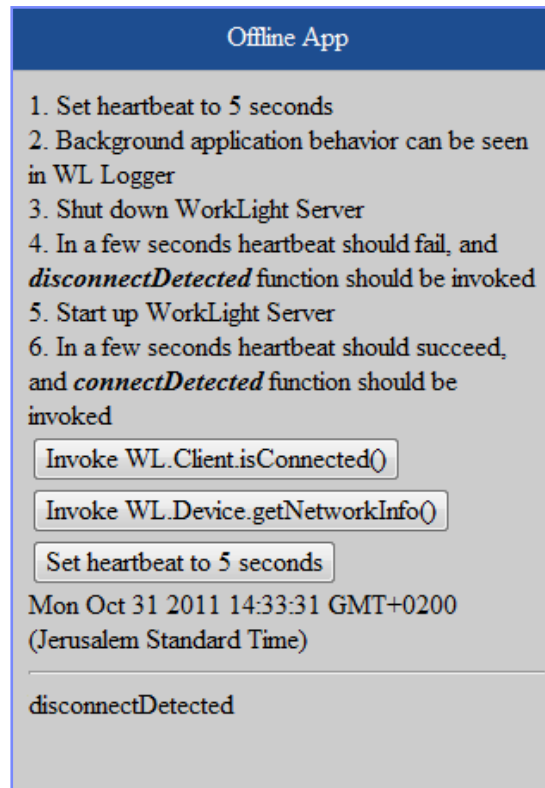 Offline App
1. Set heartbeat to 5 seconds
2. Background application behavior can be seen
in WL Logger
3. Shut down WorkLight Server
4. In a few seconds heartbeat should fail, and
disconnectDetected function should be invoked
5. Start up WorkLight Server
6. In a few seconds heartbeat should succeed,
and connectDetected function should be
invoked
Invoke WL.Client.isConnected()
Invoke WL.Device.getNetworkInfo()
Set heartbeat to 5 seconds
Mon Oct 31 2011 14:33:31 GMT+0200
(Jerusalem Standard Time)
disconnectDetected